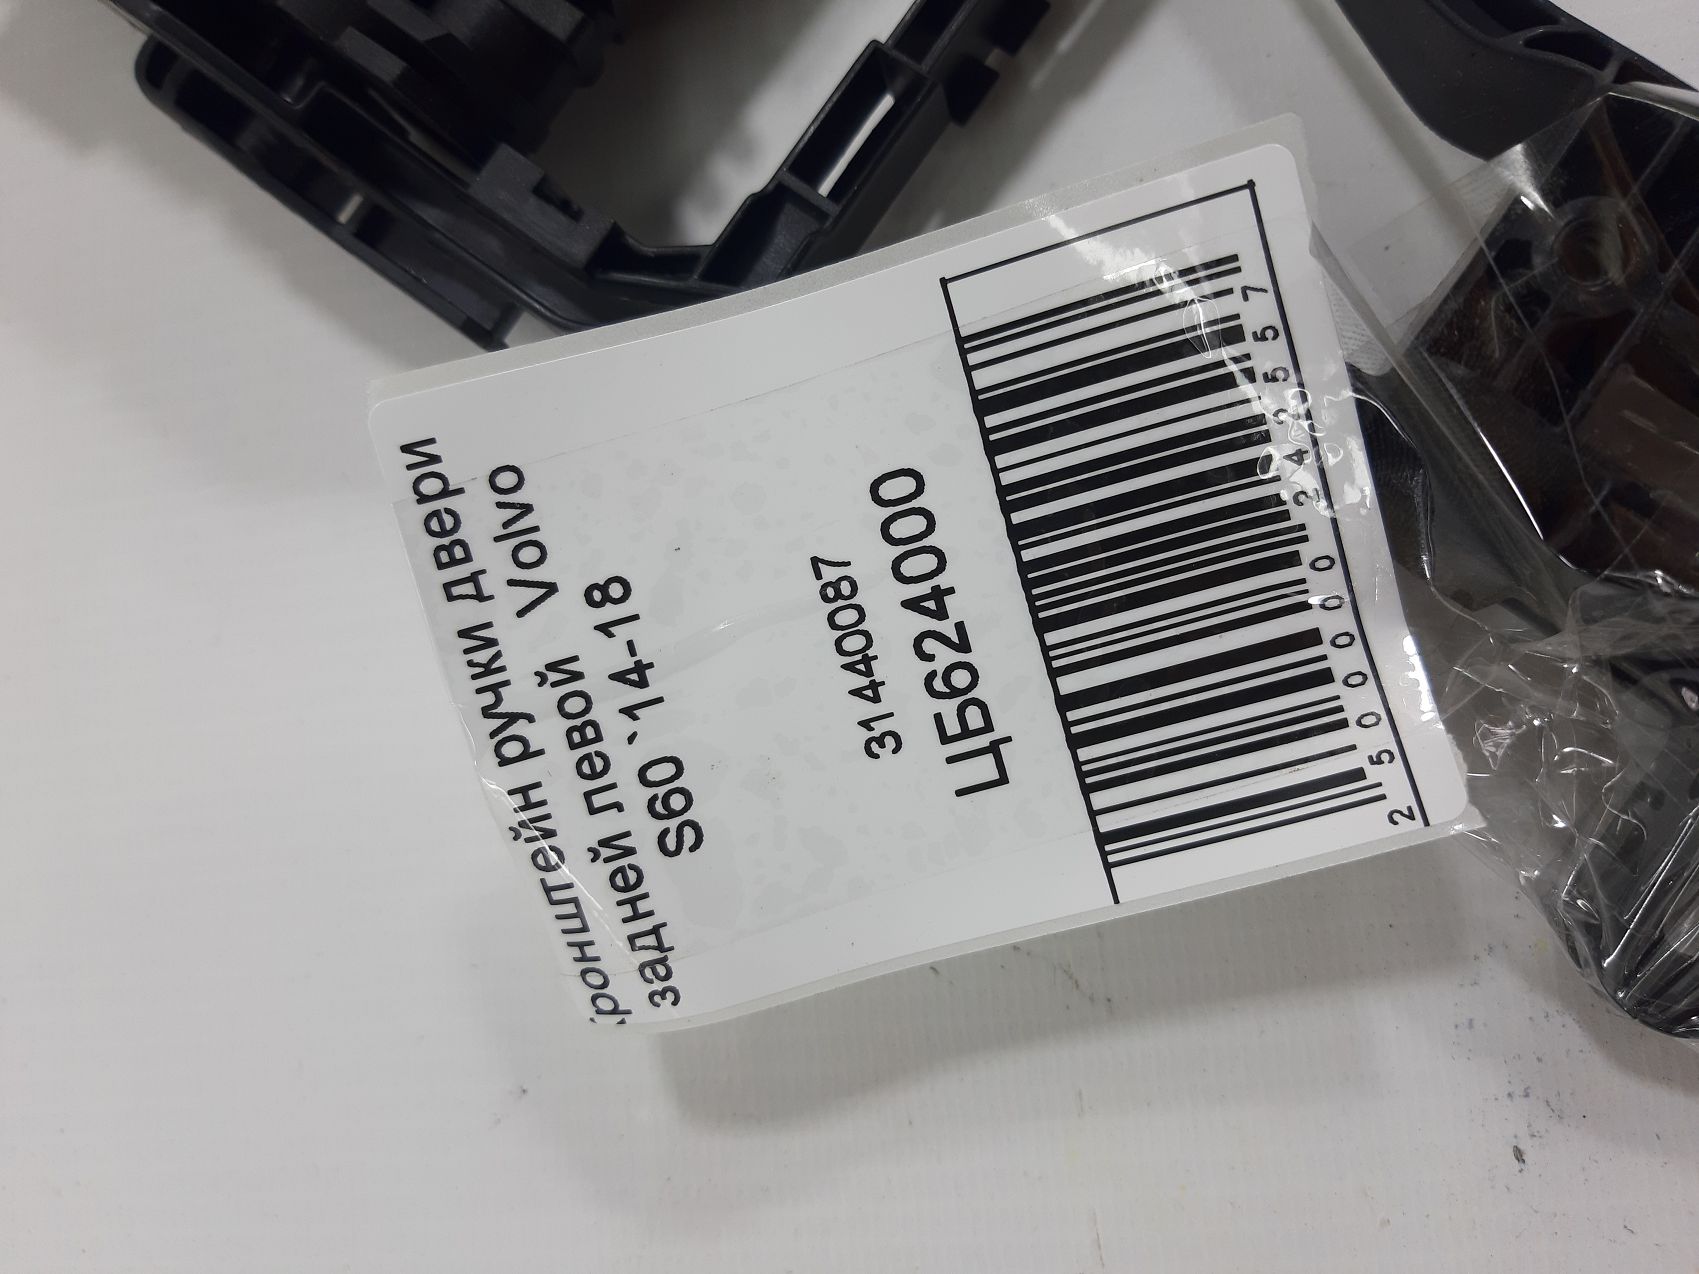 Кронштейн ручки двери
задней левой Volvo
S60 `14-18
31440087
ЦБ624000
2500000242557